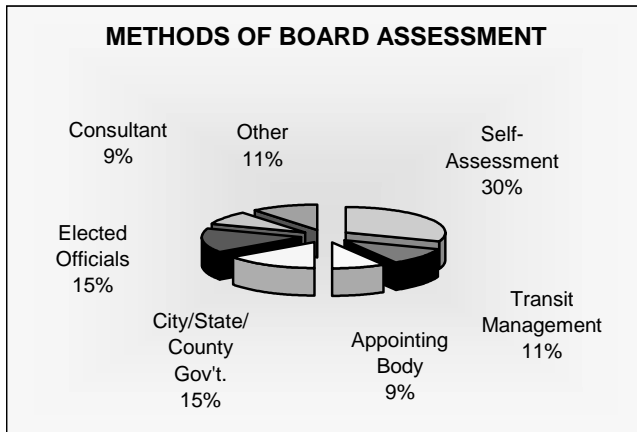 METHODS OF BOARD ASSESSMENT
Consultant
9%
Other
11%
Self-
Assessment
30%
Elected
Officials
15%
City/State/
County
Gov't.
15%
Appointing
Body
9%
Transit
Management
11%